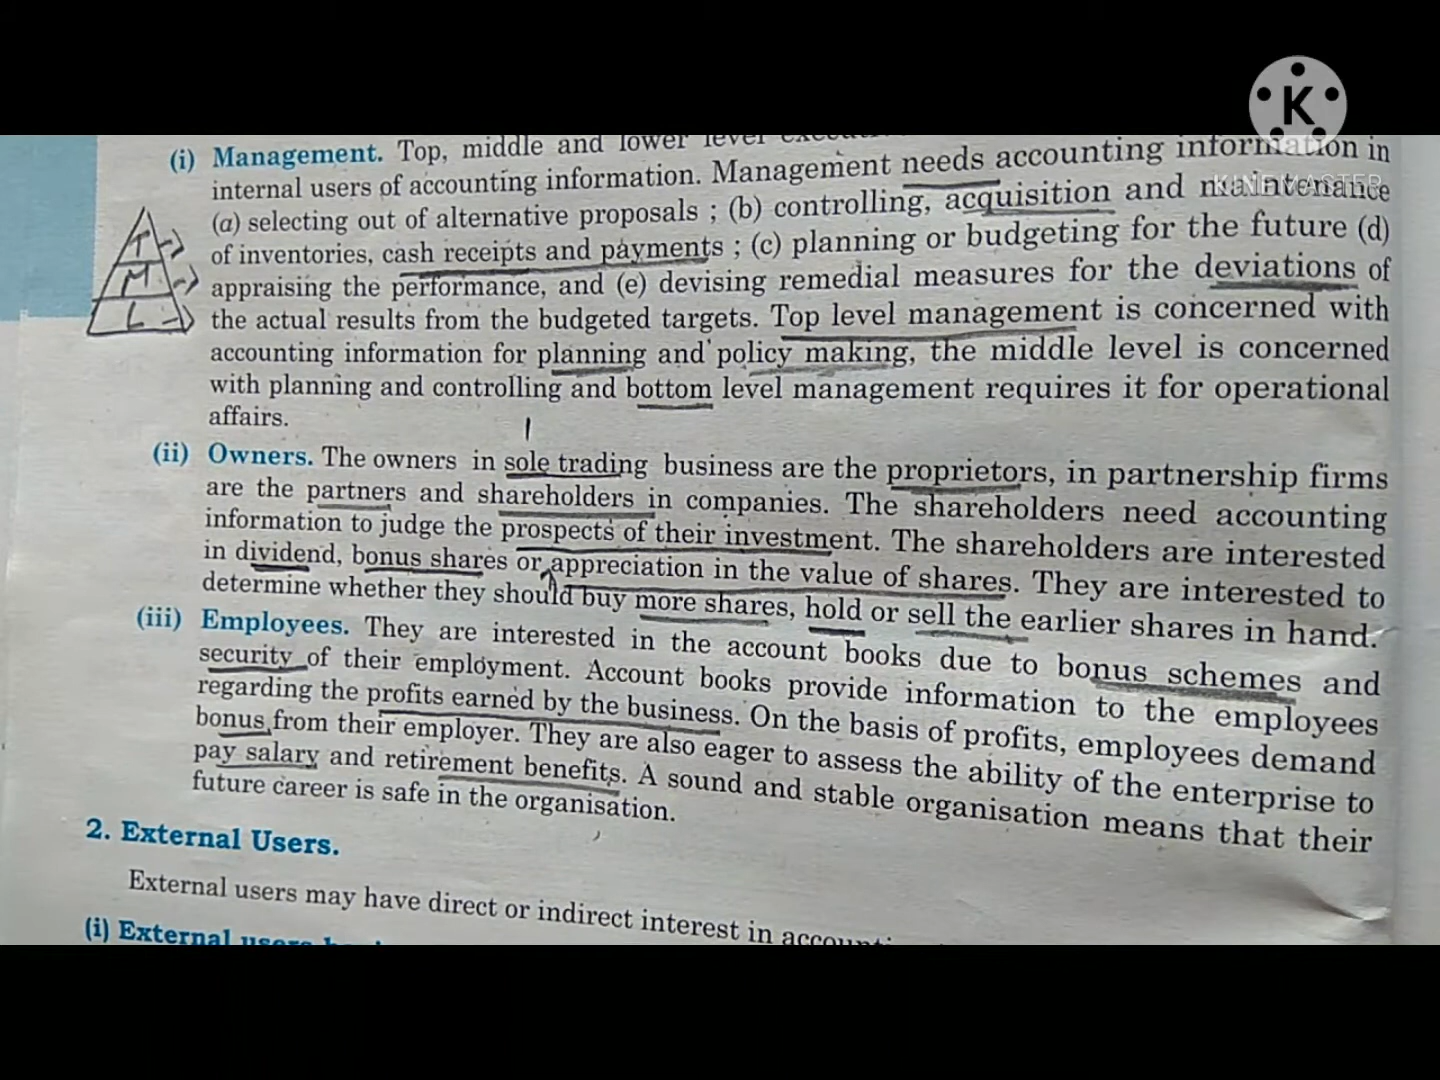 K
KINEMASTER
(i) Management. Top, middle and lower level
internal users of accounting information. Management needs accounting information in
(a) selecting out of alternative proposals ; (b) controlling, acquisition and maintenance
of inventories, cash receipts and payments ; (c) planning or budgeting for the future (d)
appraising the performance, and (e) devising remedial measures for the deviations of
the actual results from the budgeted targets. Top level management is concerned with
accounting information for planning and policy making, the middle level is concerned
with planning and controlling and bottom level management requires it for operational
affairs.
T
M
L
(ii) Owners. The owners in sole trading business are the proprietors, in partnership firms
are the partners and shareholders in companies. The shareholders need accounting
information to judge the prospects of their investment. The shareholders are interested
in dividend, bonus shares or appreciation in the value of shares. They are interested to
determine whether they should buy more shares, hold or sell the earlier shares in hand.
(iii) Employees. They are interested in the account books due to bonus schemes and
security of their employment. Account books provide information to the employees
regarding the profits earned by the business. On the basis of profits, employees demand
bonus from their employer. They are also eager to assess the ability of the enterprise to
pay salary and retirement benefits. A sound and stable organisation means that their
future career is safe in the organisation.
2. External Users.
External users may have direct or indirect interest in
(i) External users